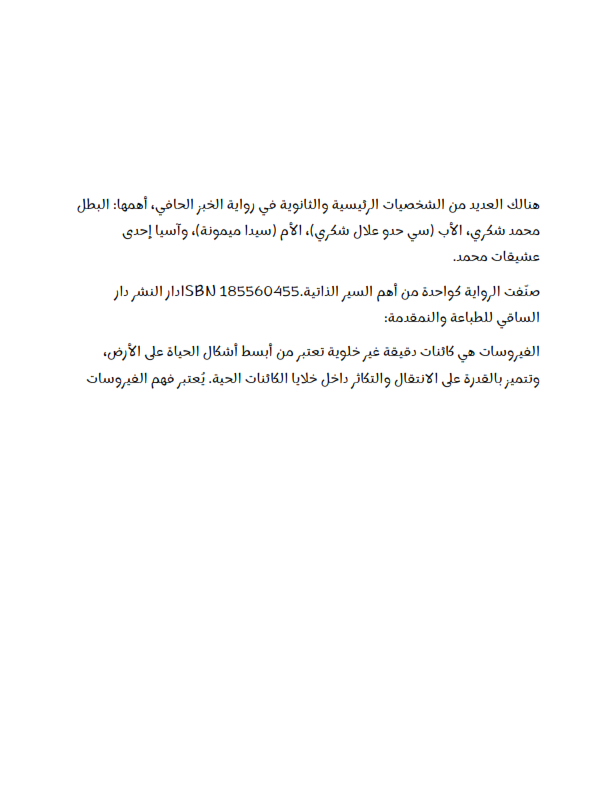 هنالك العديد من الشخصيات الرئيسية والثانوية في رواية الخبز الحافي، أهمها: البطل
محمد شكري، الأب (سي حدو علال شكري)، الأم (سيدا ميمونة)، وآسيا إحدى
عشيقات محمد.
صنَفت الرواية كواحدة من أهم السير الذاتية.ISBN 185560455دار النشر دار
الساقي للطباعة والنمقدمة:
الفيروسات هي كائنات دقيقة غير خلوية تعتبر من أبسط أشكال الحياة على الأرض،
وتتميز بالقدرة على الانتقال والتكاثر داخل خلايا الكائنات الحية. يُعتبر فهم الفيروسات